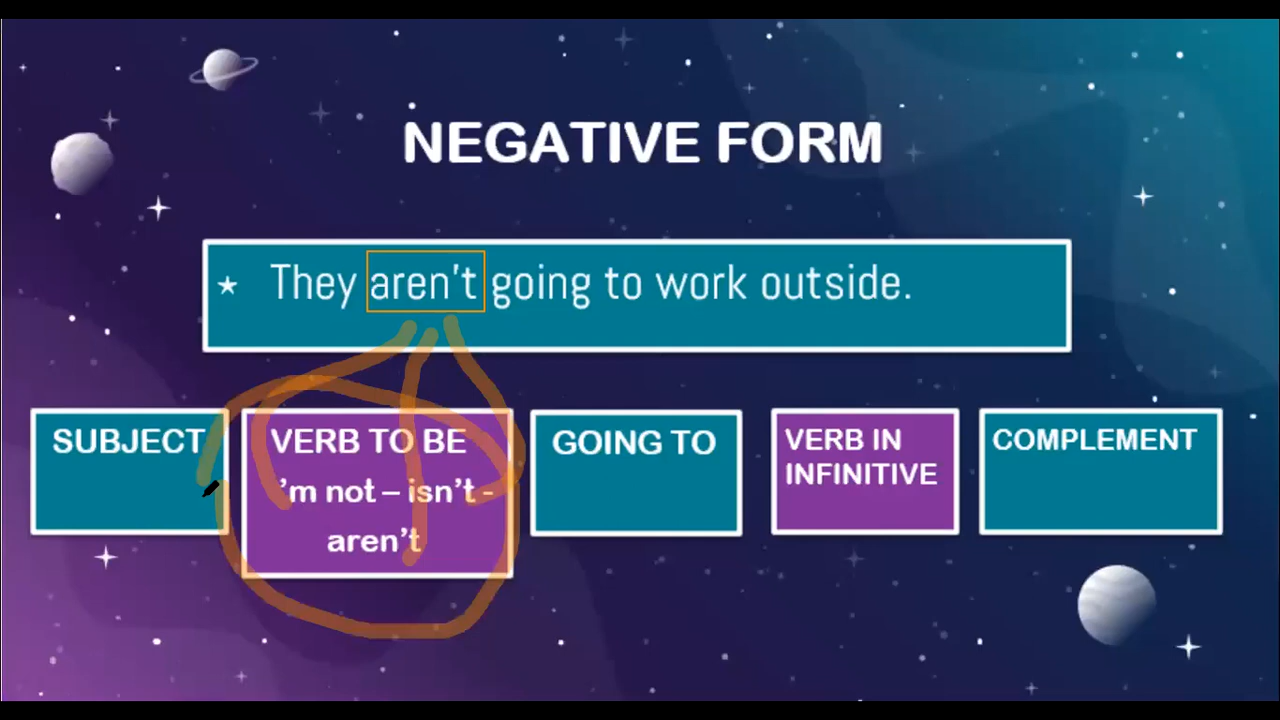 NEGATIVE FORM
★ They aren't going to work outside.
SUBJECT
VERB TO BE
'm not – isn't -
aren't
GOING TO
VERB IN
INFINITIVE
COMPLEMENT